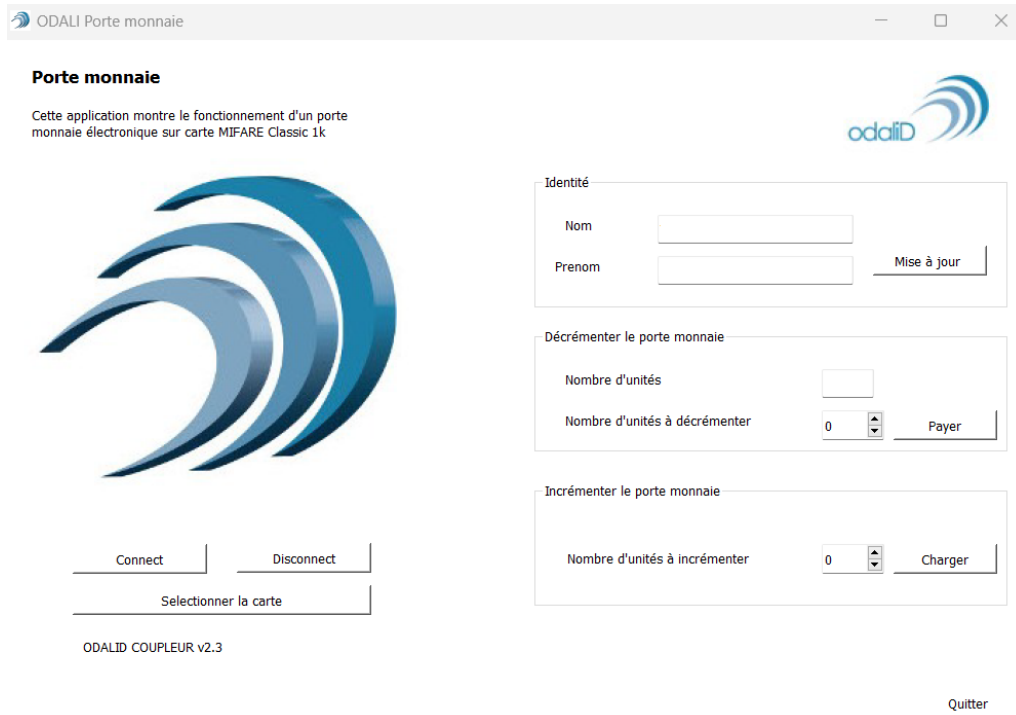 ODALI Porte monnaie
Porte monnaie
Cette application montre le fonctionnement d'un porte
monnaie électronique sur carte MIFARE Classic 1k
odaliD
Identité
Nom
Prenom
Mise à jour
Décrémenter le porte monnaie
Nombre d'unités
Nombre d'unités à décrémenter
0
Payer
Incrémenter le porte monnaie
Nombre d'unités à incrémenter
0
Charger
Connect
Disconnect
Selectionner la carte
ODALID COUPLEUR v2.3
Quitter